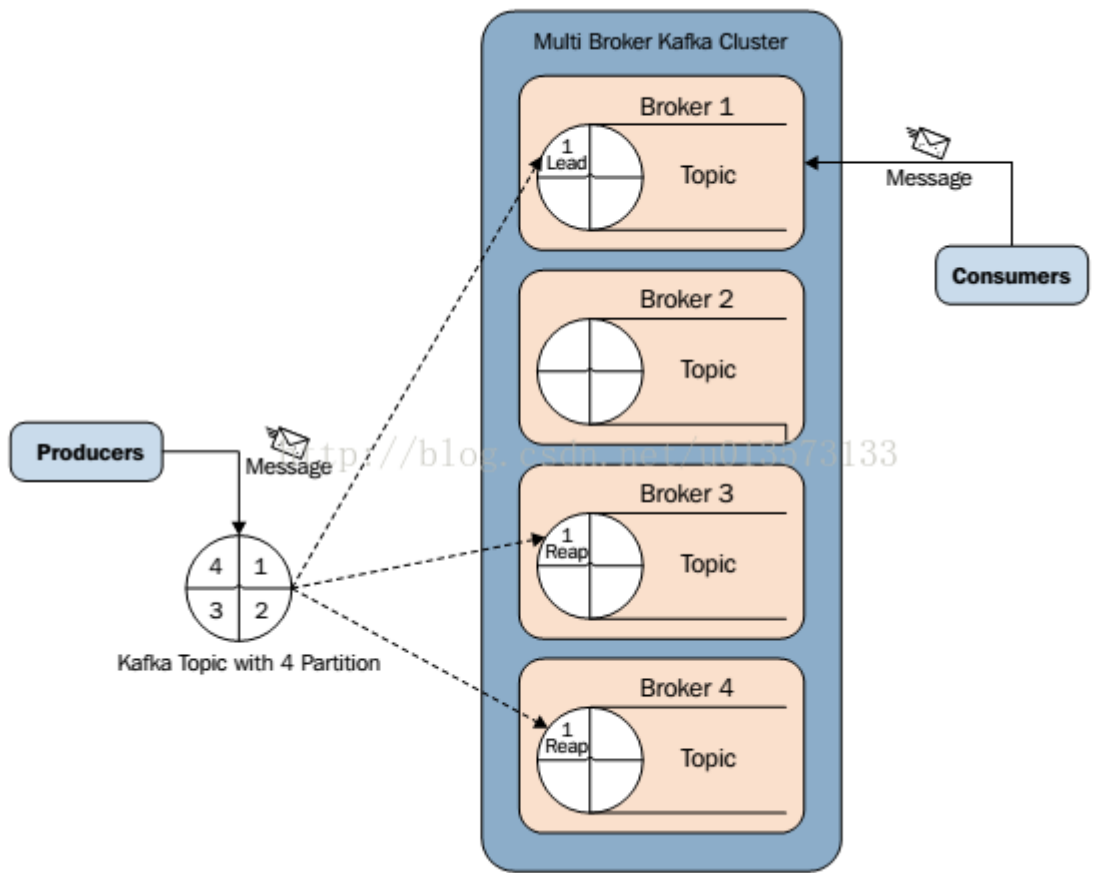 Multi Broker Kafka Cluster
Broker 1
1
Lead
Topic
Message
Consumers
Broker 2
Topic
Producers
Message
http://blog.csdn.net/u013573133
Broker 3
1
Reap
Topic
4 1
3 2
Kafka Topic with 4 Partition
Broker 4
1
Reap
Topic